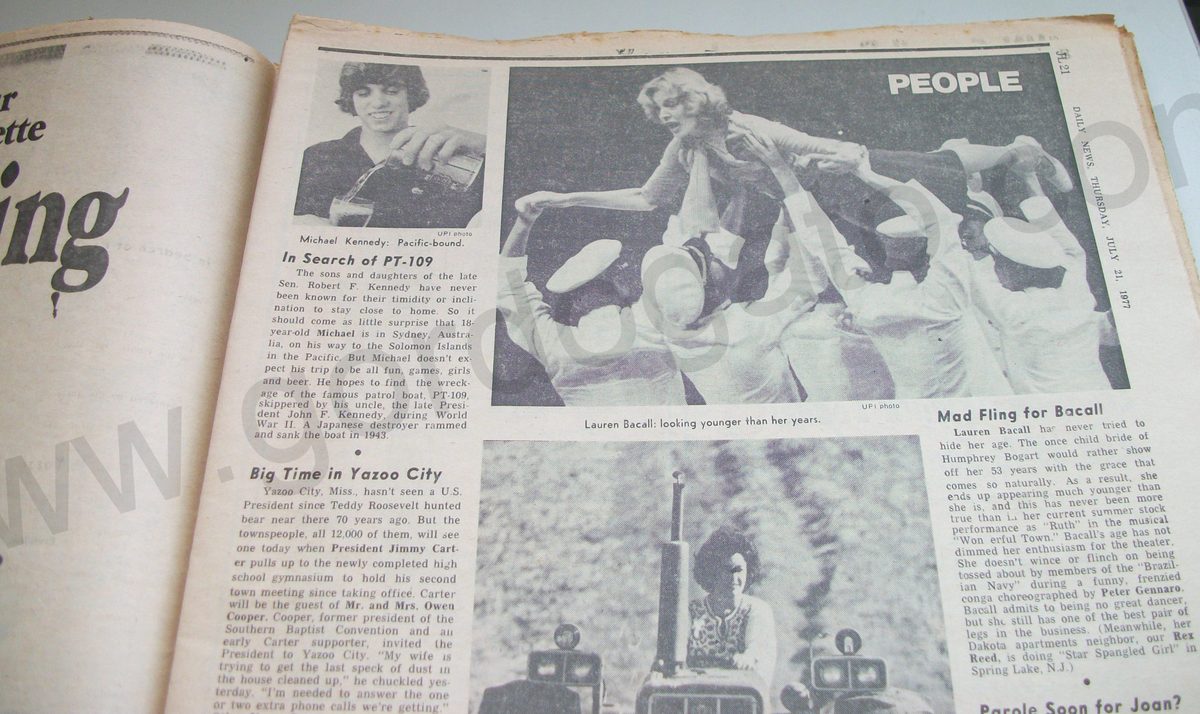 r
ette
ing
PEOPLE
21
DAILY NEWS, THURSDAY, JULY 21, 1977
UPI photo
Michael Kennedy: Pacific-bound.
In Search of PT-109
The sons and daughters of the late
Sen. Robert F. Kennedy have never
been known for their timidity or incli-
nation to stay close to home. So it
should come as little surprise that 18-
year-old Michael is in Sydney, Austra-
lia, on his way to the Solomon Islands
in the Pacific. But Michael doesn't ex-
pect his trip to be all fun, games, girls
and beer. He hopes to find the wreck-
age of the famous patrol boat, PT-109,
skippered by his uncle, the late Presi-
dent John F. Kennedy, during World
War II. A Japanese destroyer rammed
and sank the boat in 1943.
Big Time in Yazoo City
Yazoo City, Miss., hasn't seen a U.S.
President since Teddy Roosevelt hunted
bear near there 70 years ago. But the
townspeople, all 12,000 of them, will see
one today when President Jimmy Cart-
er pulls up to the newly completed high
school gymnasium to hold his second
town meeting since taking office. Carter
will be the guest of Mr. and Mrs. Owen
Cooper. Cooper, former president of the
Southern Baptist Convention and an
early Carter supporter, invited the
President to Yazoo City. "My wife is
trying to get the last speck of dust in
the house cleaned up," he chuckled yes-
terday. "I'm needed to answer the one
or two extra phone calls we're getting."
UPI photo
Lauren Bacall: looking younger than her years.
Mad Fling for Bacall
Lauren Bacall has never tried to
hide her age. The once child bride of
Humphrey Bogart would rather show
off her 53 years with the grace that
comes so naturally. As a result, she
ends up appearing much younger than
she is, and this has never been more
true than in her current summer stock
performance as "Ruth" in the musical
"Won erful Town." Bacall's age has not
dimmed her enthusiasm for the theater.
She doesn't wince or flinch on being
tossed about by members of the "Brazil-
ian Navy" during a funny, frenzied
conga choreographed by Peter Gennaro.
Bacall admits to being no great dancer,
but she still has one of the best pair of
legs in the business. (Meanwhile, her
Dakota apartments neighbor, our Rex
Reed, is doing "Star Spangled Girl" in
Spring Lake, N.J.)
Parole Soon for Joan?